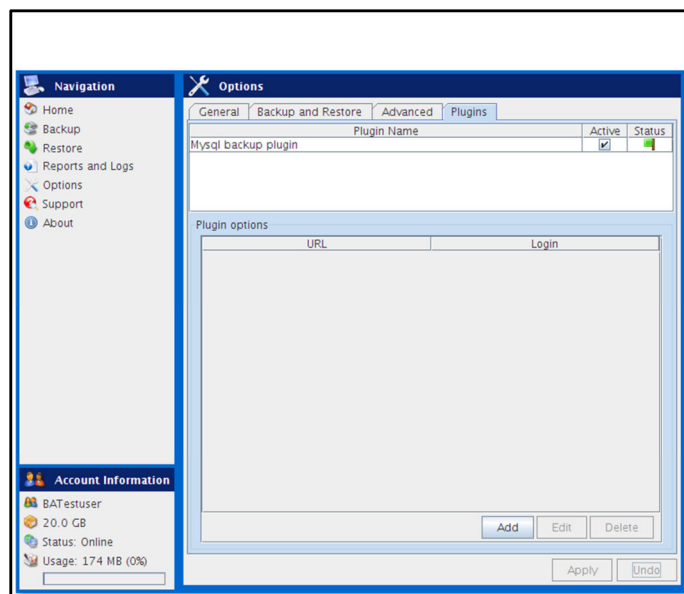 Navigation
Home
Backup
Restore
Reports and Logs
Options
Support
About
Account Information
BATestuser
20.0 GB
Status: Online
Usage: 174 MB (0%)
Options
General Backup and Restore Advanced Plugins
Plugin Name Active Status
Mysql backup plugin
Plugin options
URL Login
Add Edit Delete
Apply Undo